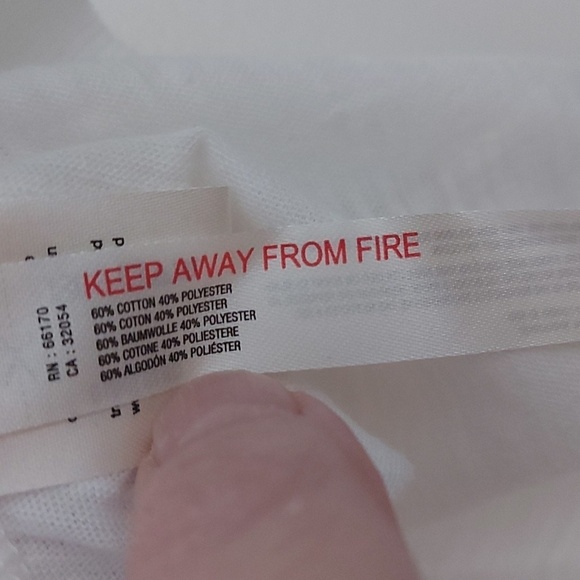 KEEP AWAY FROM FIRE
60% COTTON 40% POLYESTER
60% COTON 40% POLYESTER
60% BAUMWOLLE 40% POLYESTER
60% COTONE 40% POLIESTERE
60% ALGODÓN 40% POLIÉSTER
RN : 66170
CA : 32054